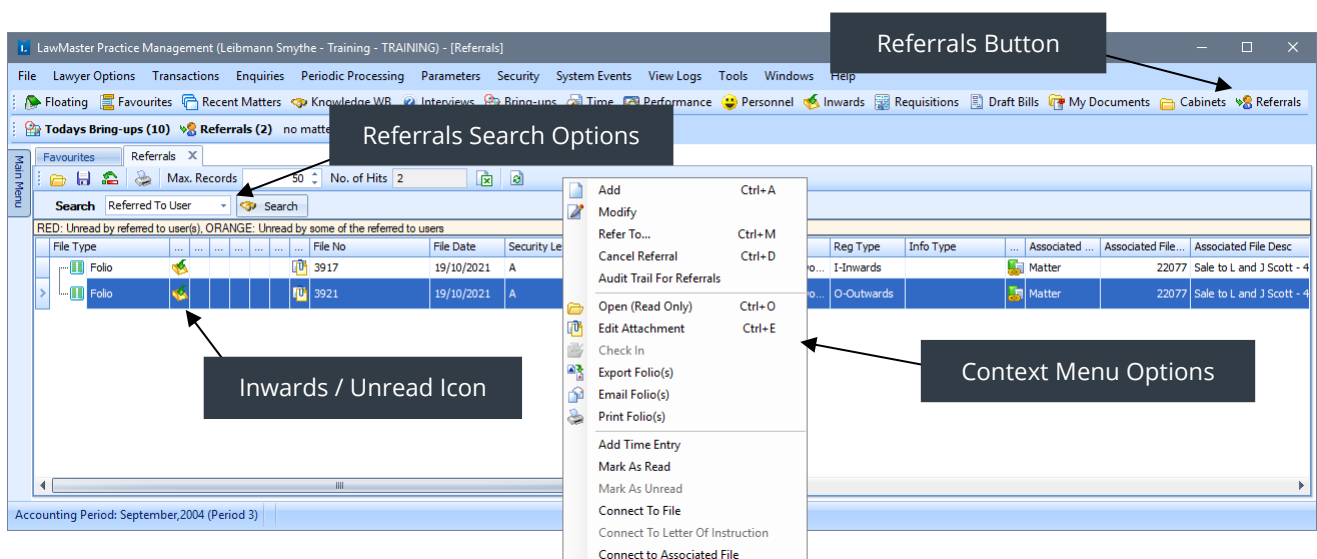 Referrals Button
LawMaster Practice Management (Leibmann Smythe - Training - TRAINING) - [Referrals]
File Lawyer Options Transactions Enquiries Periodic Processing Parameters Security System Events View Logs Tools Windows Help
Floating Favourites Recent Matters Knowledge WB Interviews Bring-ups Time Performance Personnel Inwards Requisitions Draft Bills My Documents Cabinets Referrals
Todays Bring-ups (10) Referrals (2) no matte
Referrals Search Options
Main Menu
Favourites Referrals X
Max. Records 50 No. of Hits 2
Search Referred To User Search
RED: Unread by referred to user(s), ORANGE: Unread by some of the referred to users
File Type ... ... ... ... ... ... File No File Date Security Le Reg Type Info Type ... Associated ... Associated File... Associated File Desc
Folio 3917 19/10/2021 A o... I-Inwards Matter 22077 Sale to L and J Scott - 4
Folio 3921 19/10/2021 A o... O-Outwards Matter 22077 Sale to L and J Scott - 4
Add Ctrl+A
Modify
Refer To... Ctrl+M
Cancel Referral Ctrl+D
Audit Trail For Referrals
Open (Read Only) Ctrl+O
Edit Attachment Ctrl+E
Check In
Export Folio(s)
Email Folio(s)
Print Folio(s)
Add Time Entry
Mark As Read
Mark As Unread
Connect To File
Connect To Letter Of Instruction
Connect to Associated File
Inwards / Unread Icon
Context Menu Options
Accounting Period: September,2004 (Period 3)